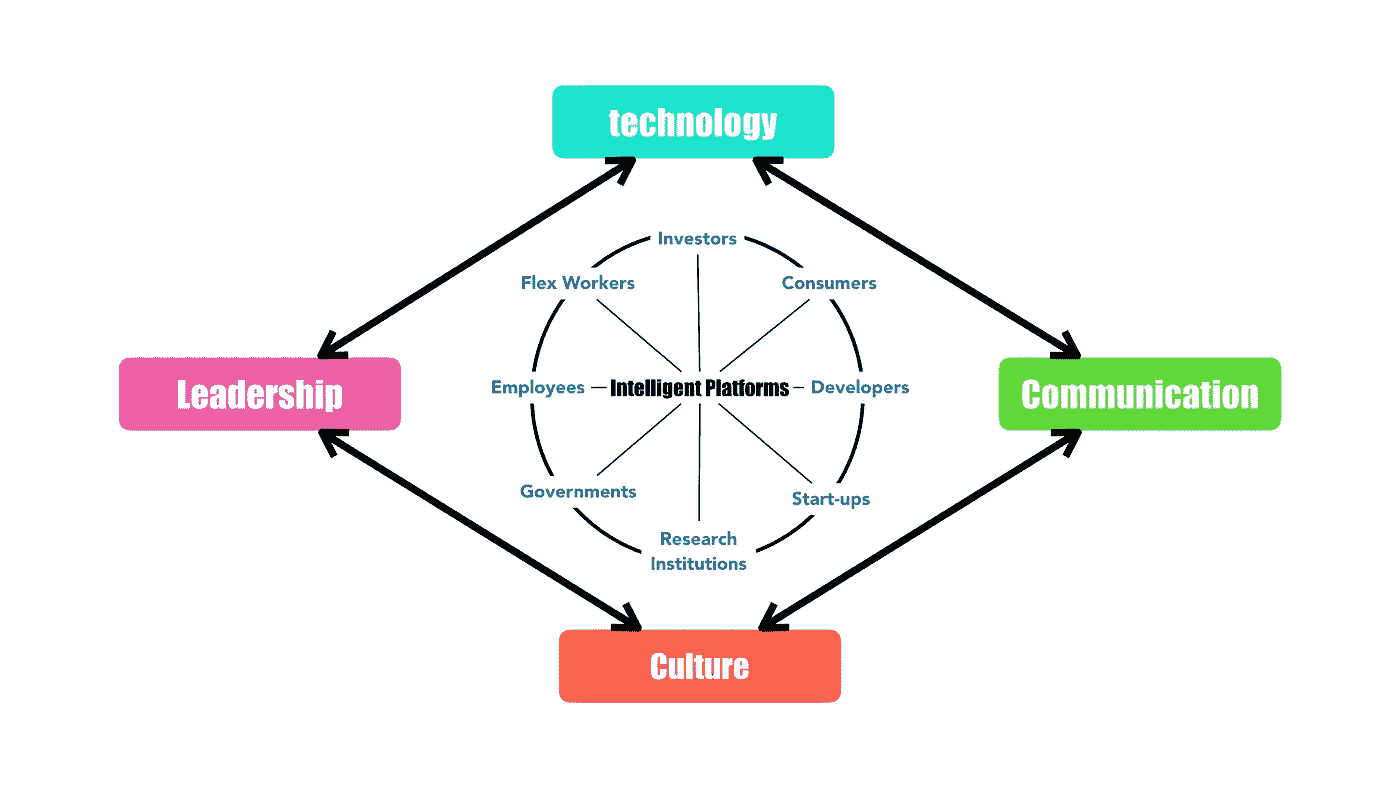 technology
Investors
Flex Workers
Consumers
Leadership
Employees
Intelligent Platforms
Developers
Communication
Governments
Start-ups
Research
Institutions
Culture